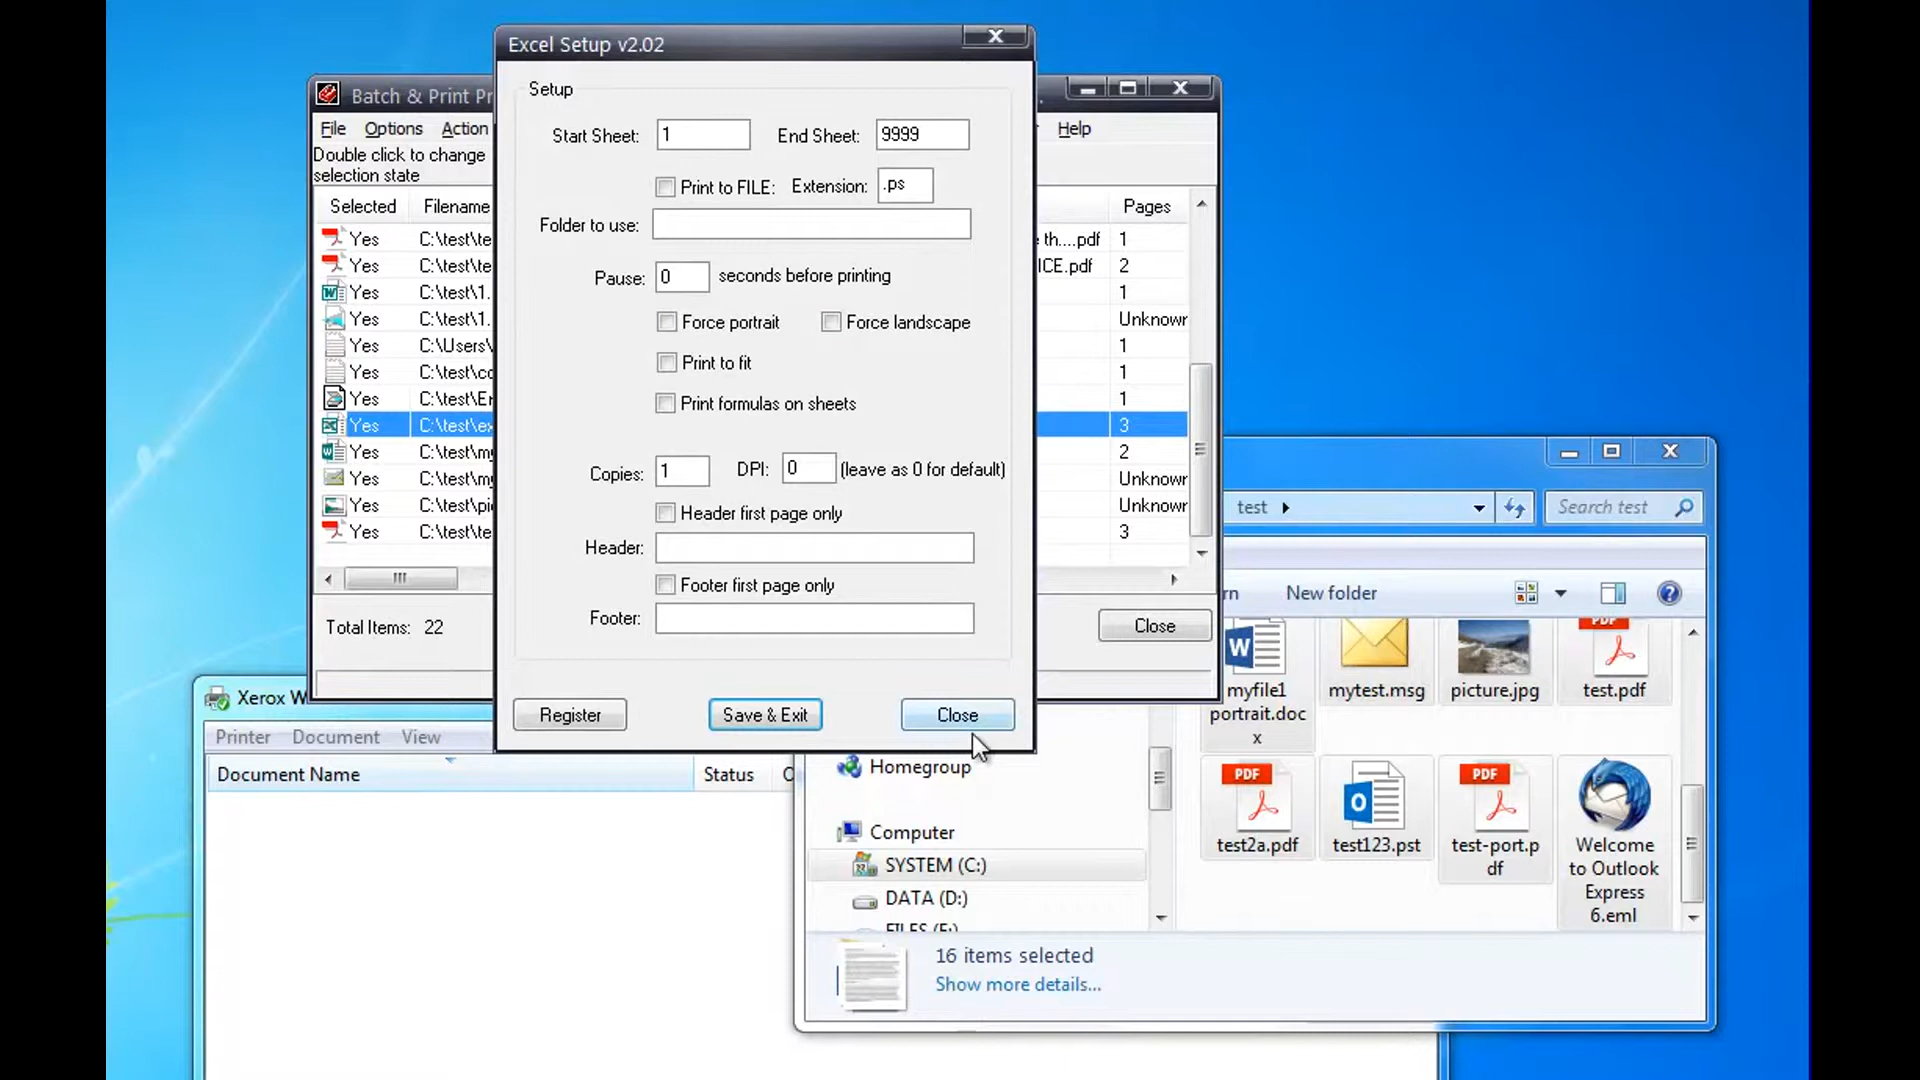 Excel Setup v2.02
Setup
Start Sheet: 1 End Sheet: 9999
Print to FILE: Extension: .ps
Folder to use:
Pause: 0 seconds before printing
Force portrait Force landscape
Print to fit
Print formulas on sheets
Copies: 1 DPI: 0 (leave as 0 for default)
Header first page only
Header:
Footer first page only
Footer:
Register Save & Exit Close
Batch & Print Pr
File Options Action Help
Double click to change
selection state
Selected Filename Pages
Yes C:\test\te th....pdf 1
Yes C:\test\te ICE.pdf 2
Yes C:\test\1. 1
Yes C:\test\1. Unknowr
Yes C:\Users\ 1
Yes C:\test\cc 1
Yes C:\test\Er 1
Yes C:\test\ex 3
Yes C:\test\my 2
Yes C:\test\my Unknowr
Yes C:\test\pic Unknowr
Yes C:\test\te 3
Total Items: 22 Close
Xerox W
Printer Document View
Document Name Status
test Search test
New folder
myfile1
portrait.doc
x
mytest.msg
picture.jpg
PDF
test.pdf
PDF
test2a.pdf
test123.pst
PDF
test-port.p
df
Welcome
to Outlook
Express
6.eml
Homegroup
Computer
SYSTEM (C:)
DATA (D:)
16 items selected
Show more details...